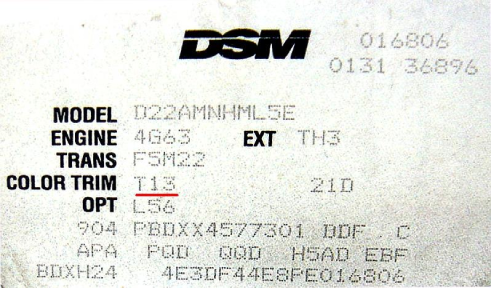 DSM 016806
0131 36896
MODEL D22AMNHML5E
ENGINE 4G63 EXT TH3
TRANS F5M22
COLOR TRIM T13 21D
OPT L56
904 PBDXX4577301 DDF . C
APA PQD QQD H5AD EBF
BDXH24 4E3DF44E8PE016806